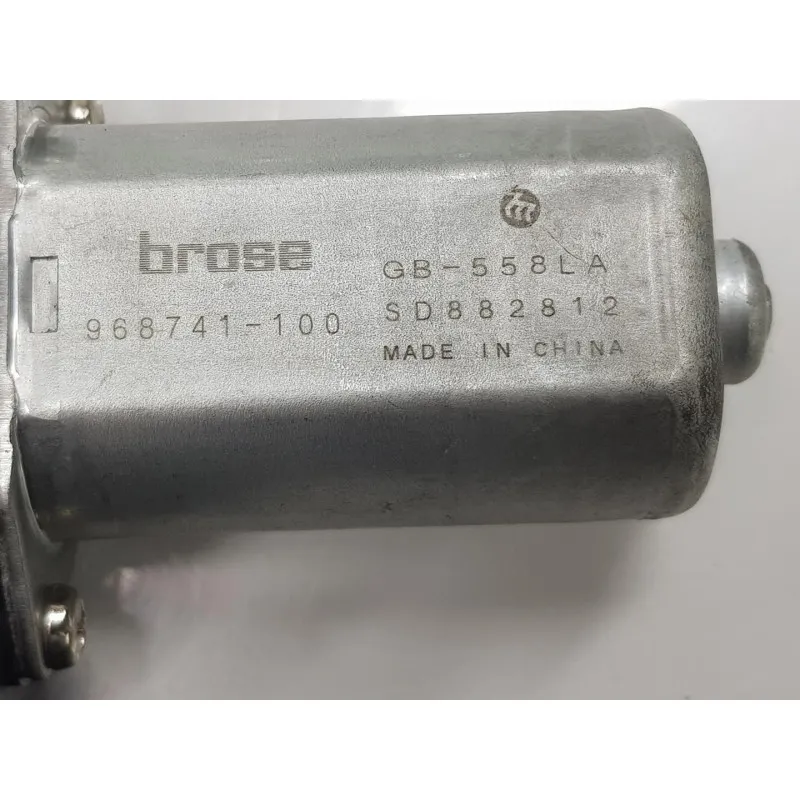 brose
968741-100
GB-558LA
SD882812
MADE IN CHINA